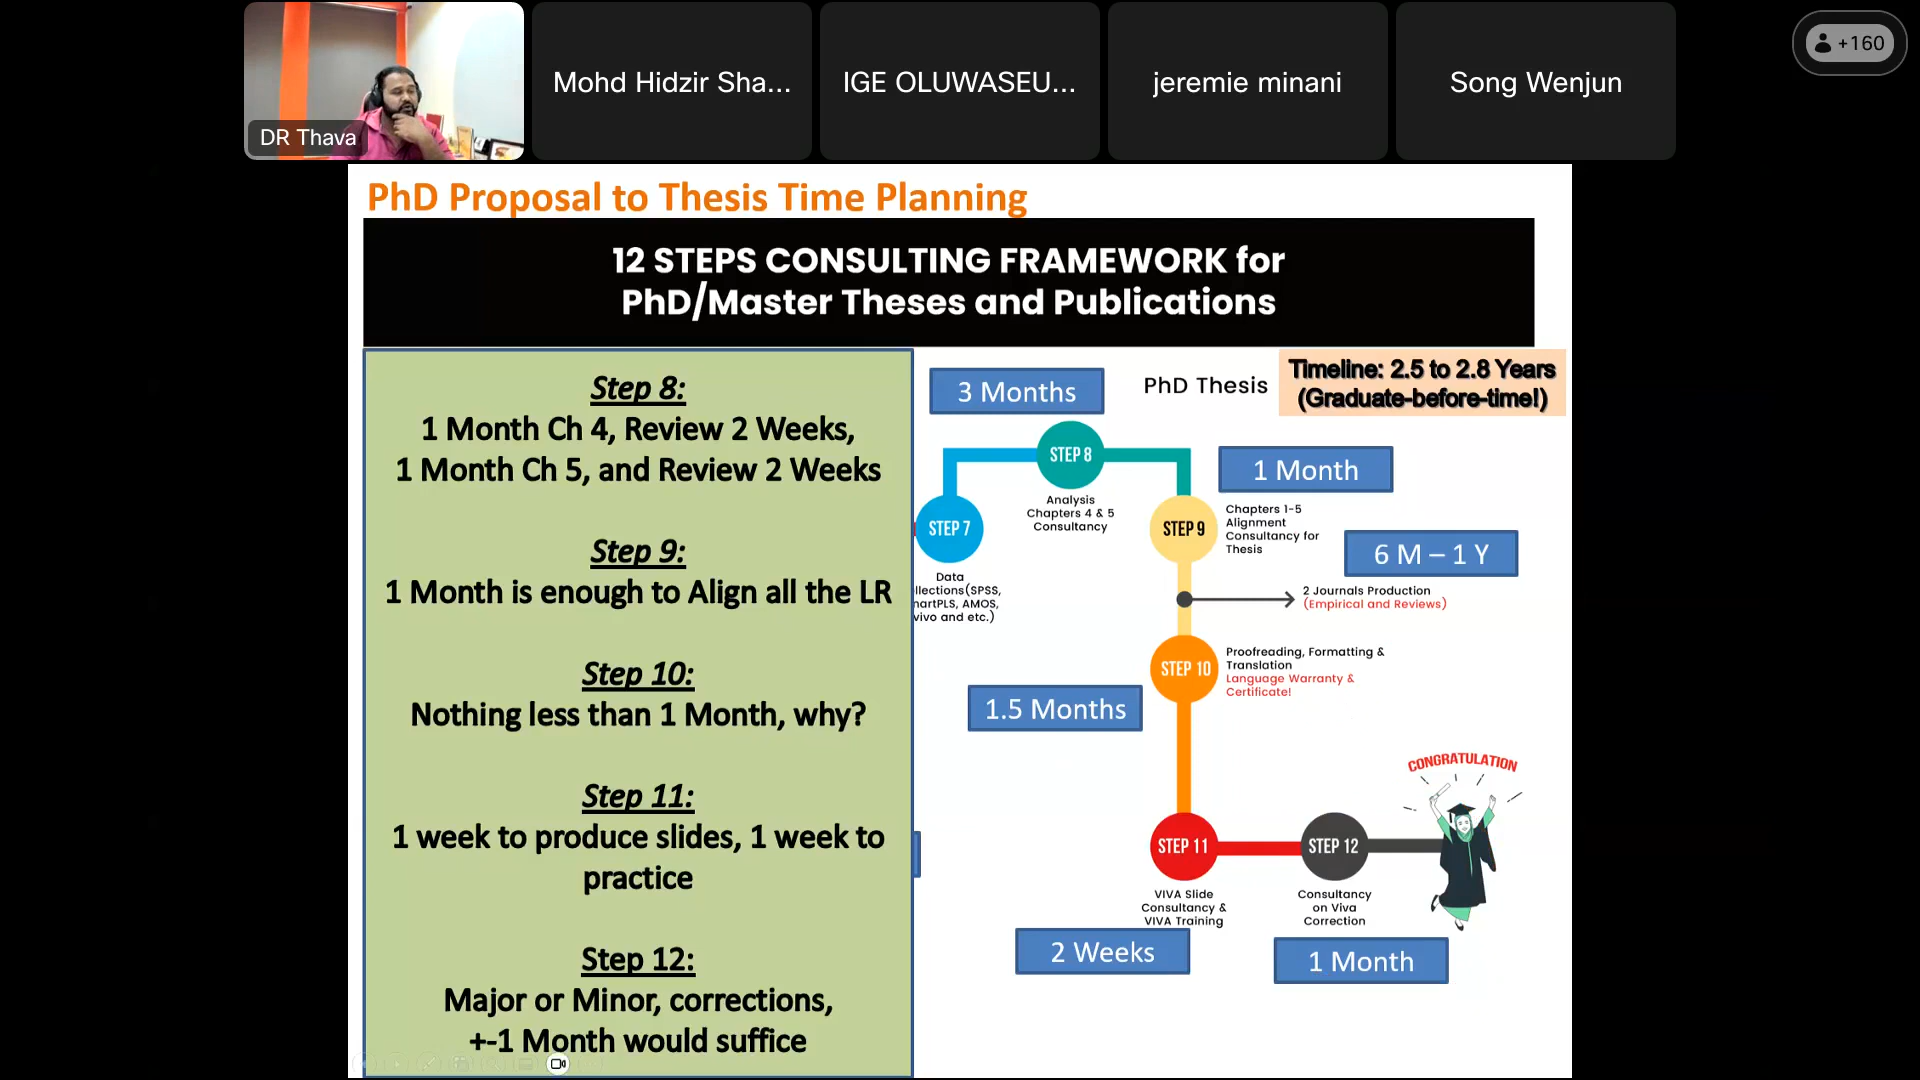 DR Thava
Mohd Hidzir Sha...
IGE OLUWASEU...
jeremie minani
Song Wenjun
+160
PhD Proposal to Thesis Time Planning
12 STEPS CONSULTING FRAMEWORK for
PhD/Master Theses and Publications
Step 8:
1 Month Ch 4, Review 2 Weeks,
1 Month Ch 5, and Review 2 Weeks
Step 9:
1 Month is enough to Align all the LR
Step 10:
Nothing less than 1 Month, why?
Step 11:
1 week to produce slides, 1 week to
practice
Step 12:
Major or Minor, corrections,
+-1 Month would suffice
3 Months
PhD Thesis
Timeline: 2.5 to 2.8 Years
(Graduate-before-time!)
STEP 7
Data
llections(SPSS,
artPLS, AMOS,
vivo and etc.)
STEP 8
Analysis
Chapters 4 & 5
Consultancy
1 Month
STEP 9
Chapters 1-5
Alignment
Consultancy for
Thesis
6 M – 1 Y
2 Journals Production
(Empirical and Reviews)
STEP 10
Proofreading, Formatting &
Translation
Language Warranty &
Certificate!
1.5 Months
STEP 11
VIVA Slide
Consultancy &
VIVA Training
2 Weeks
STEP 12
Consultancy
on Viva
Correction
1 Month
CONGRATULATION